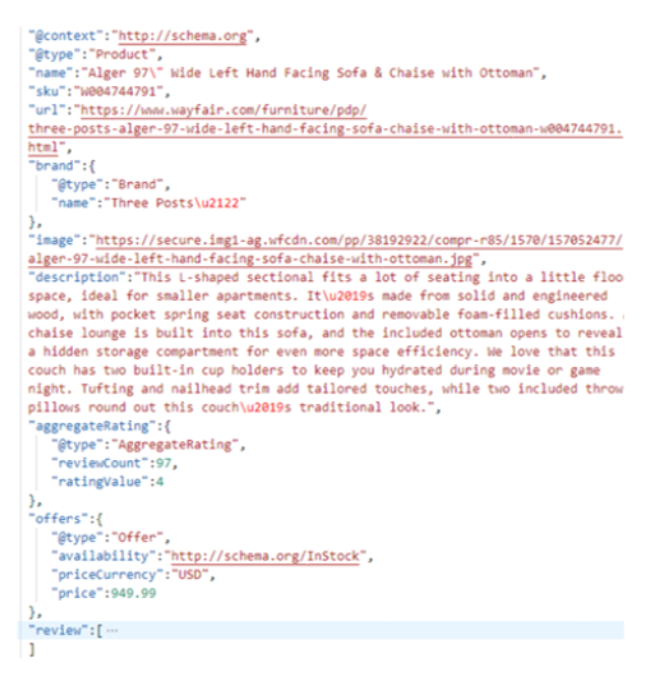 "@context":"http://schema.org",
"@type":"Product",
"name":"Alger 97\" Wide Left Hand Facing Sofa & Chaise with Ottoman",
"sku":"W004744791",
"url":"https://www.wayfair.com/furniture/pdp/
three-posts-alger-97-wide-left-hand-facing-sofa-chaise-with-ottoman-w004744791.
html",
"brand":{
"@type":"Brand",
"name":"Three Posts\u2122"
},
"image":"https://secure.img1-ag.wfcdn.com/pp/38192922/compr-r85/1570/157052477/
alger-97-wide-left-hand-facing-sofa-chaise-with-ottoman.jpg",
"description":"This L-shaped sectional fits a lot of seating into a little floo
space, ideal for smaller apartments. It\u2019s made from solid and engineered
wood, with pocket spring seat construction and removable foam-filled cushions.
chaise lounge is built into this sofa, and the included ottoman opens to reveal
a hidden storage compartment for even more space efficiency. We love that this
couch has two built-in cup holders to keep you hydrated during movie or game
night. Tufting and nailhead trim add tailored touches, while two included throw
pillows round out this couch\u2019s traditional look.",
"aggregateRating":{
"@type":"AggregateRating",
"reviewCount":97,
"ratingValue":4
},
"offers":{
"@type":"Offer",
"availability":"http://schema.org/InStock",
"priceCurrency":"USD",
"price":949.99
},
"review":[ ···
]